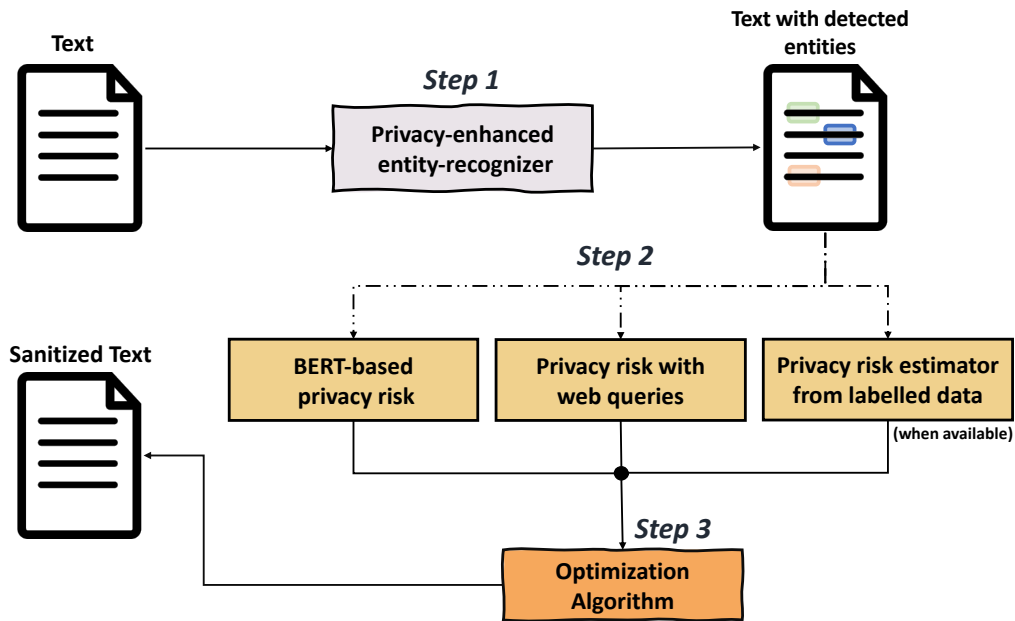 Text
Step 1
Privacy-enhanced
entity-recognizer
Text with detected
entities
Step 2
BERT-based
privacy risk
Privacy risk with
web queries
Privacy risk estimator
from labelled data
(when available)
Sanitized Text
Step 3
Optimization
Algorithm